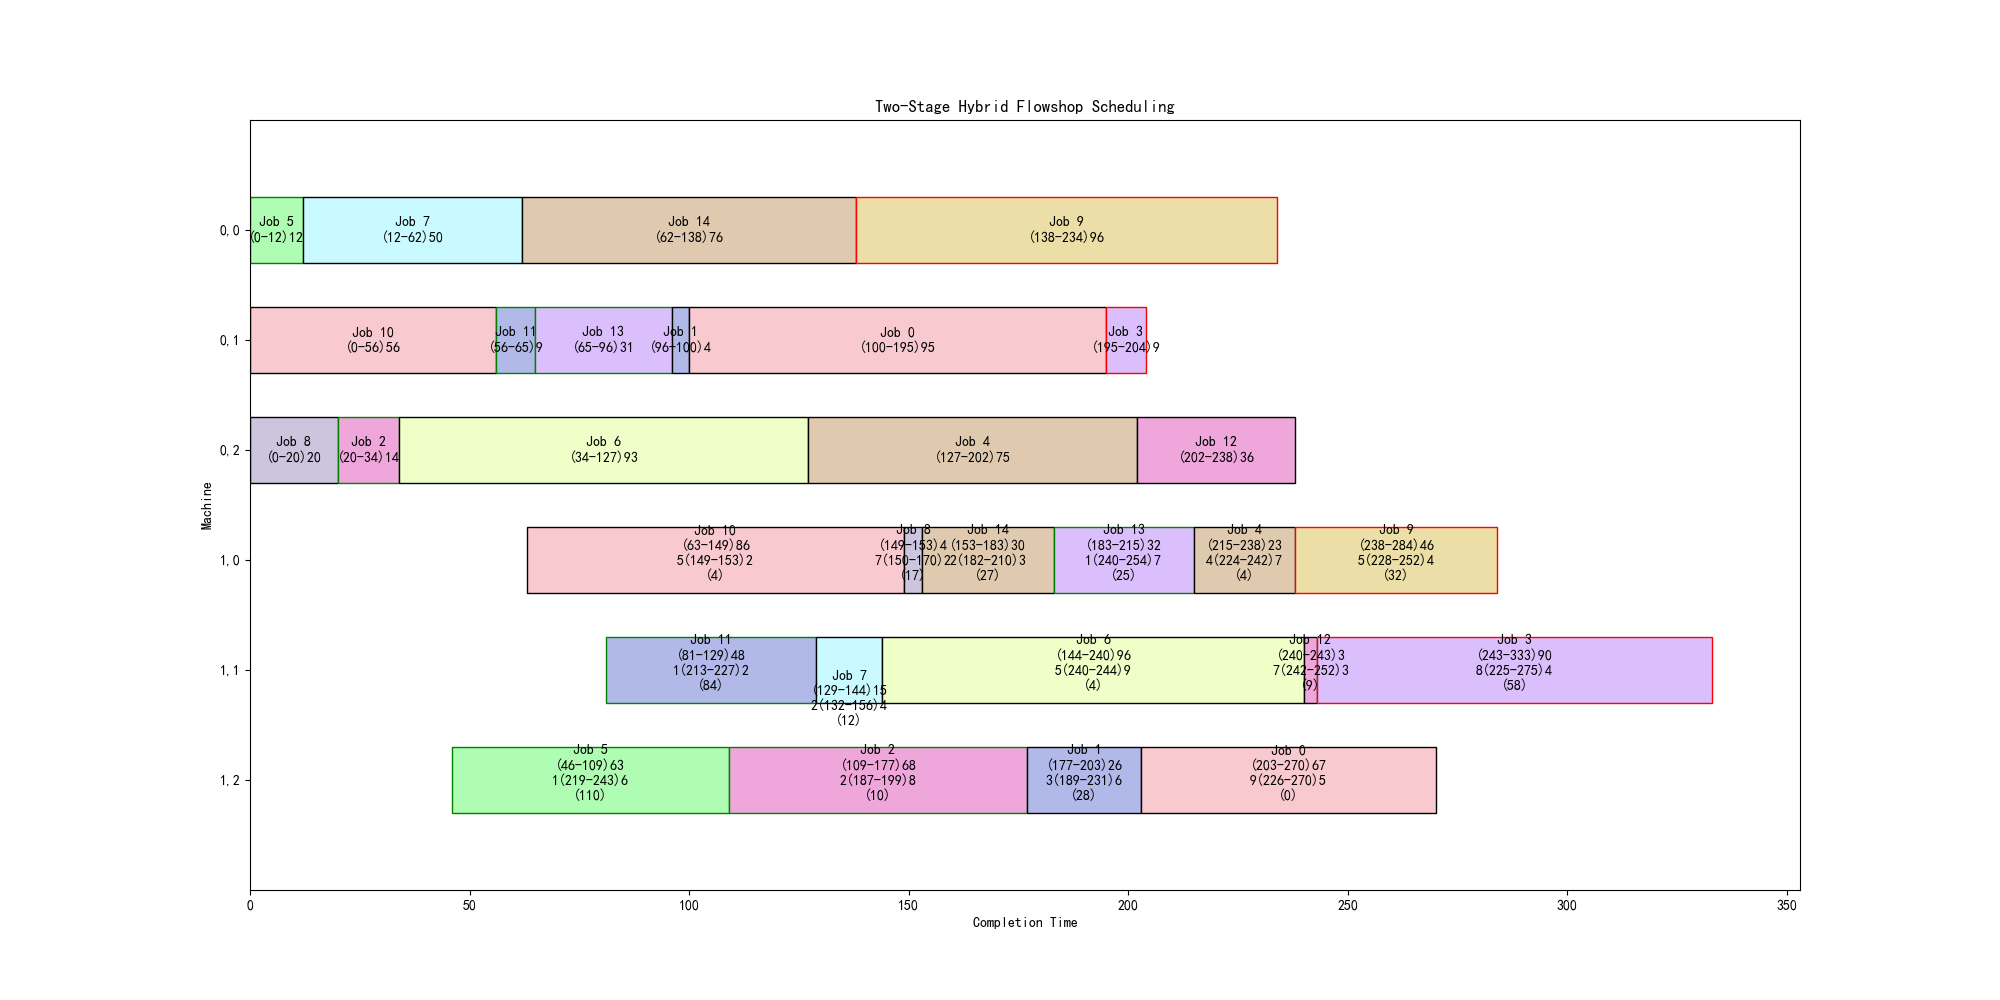 Two-Stage Hybrid Flowshop Scheduling
0,0
Job 5
(0-12)12
Job 7
(12-62)50
Job 14
(62-138)76
Job 9
(138-234)96
0,1
Job 10
(0-56)56
Job 11
(56-65)9
Job 13
(65-96)31
Job 1
(96-100)4
Job 0
(100-195)95
Job 3
(195-204)9
0,2
Job 8
(0-20)20
Job 2
(20-34)14
Job 6
(34-127)93
Job 4
(127-202)75
Job 12
(202-238)36
Machine
1,0
Job 10
(63-149)86
5(149-153)2
(4)
Job 8
(149-153)4
7(150-170)2
(17)
Job 14
(153-183)30
2(182-210)3
(27)
Job 13
(183-215)32
1(240-254)7
(25)
Job 4
(215-238)23
4(224-242)7
(4)
Job 9
(238-284)46
5(228-252)4
(32)
1,1
Job 11
(81-129)48
1(213-227)2
(84)
Job 7
(129-144)15
2(132-156)4
(12)
Job 6
(144-240)96
5(240-244)9
(4)
Job 12
(240-243)3
7(242-252)3
(9)
Job 3
(243-333)90
8(225-275)4
(58)
1,2
Job 5
(46-109)63
1(219-243)6
(110)
Job 2
(109-177)68
2(187-199)8
(10)
Job 1
(177-203)26
3(189-231)6
(28)
Job 0
(203-270)67
9(226-270)5
(0)
0 50 100 150 200 250 300 350
Completion Time